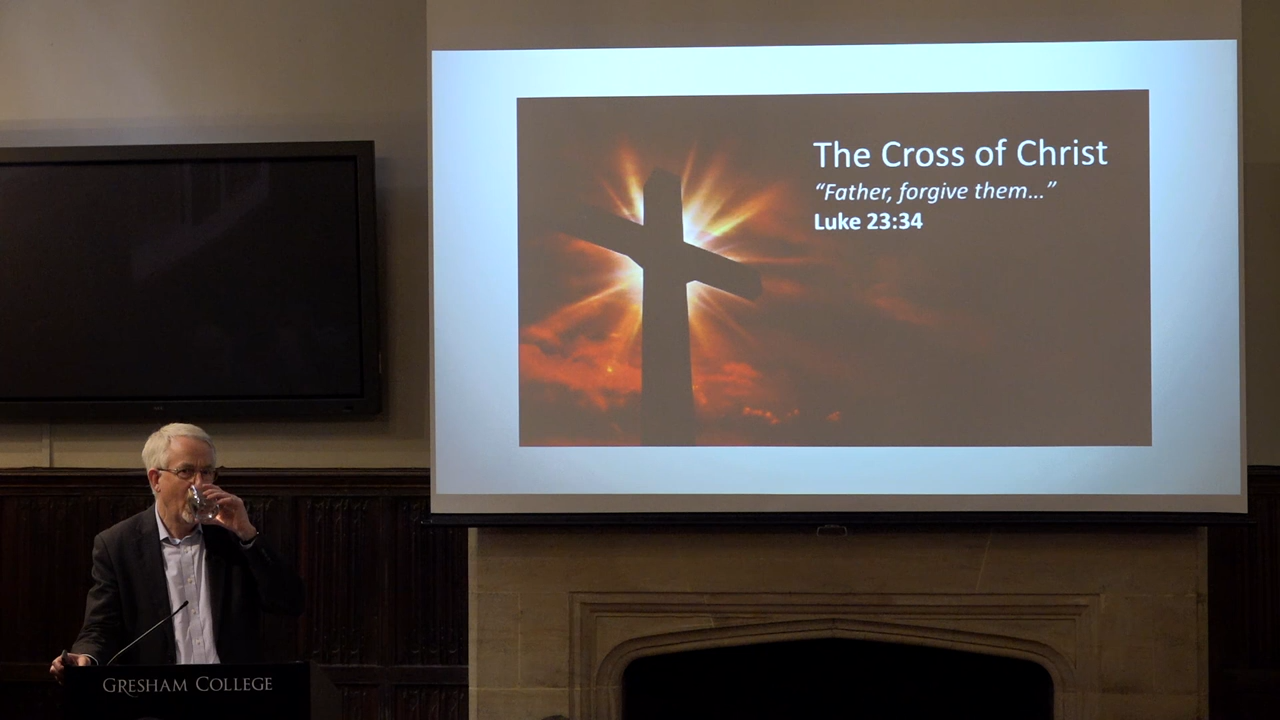 The Cross of Christ
“Father, forgive them...”
Luke 23:34
GRESHAM COLLEGE